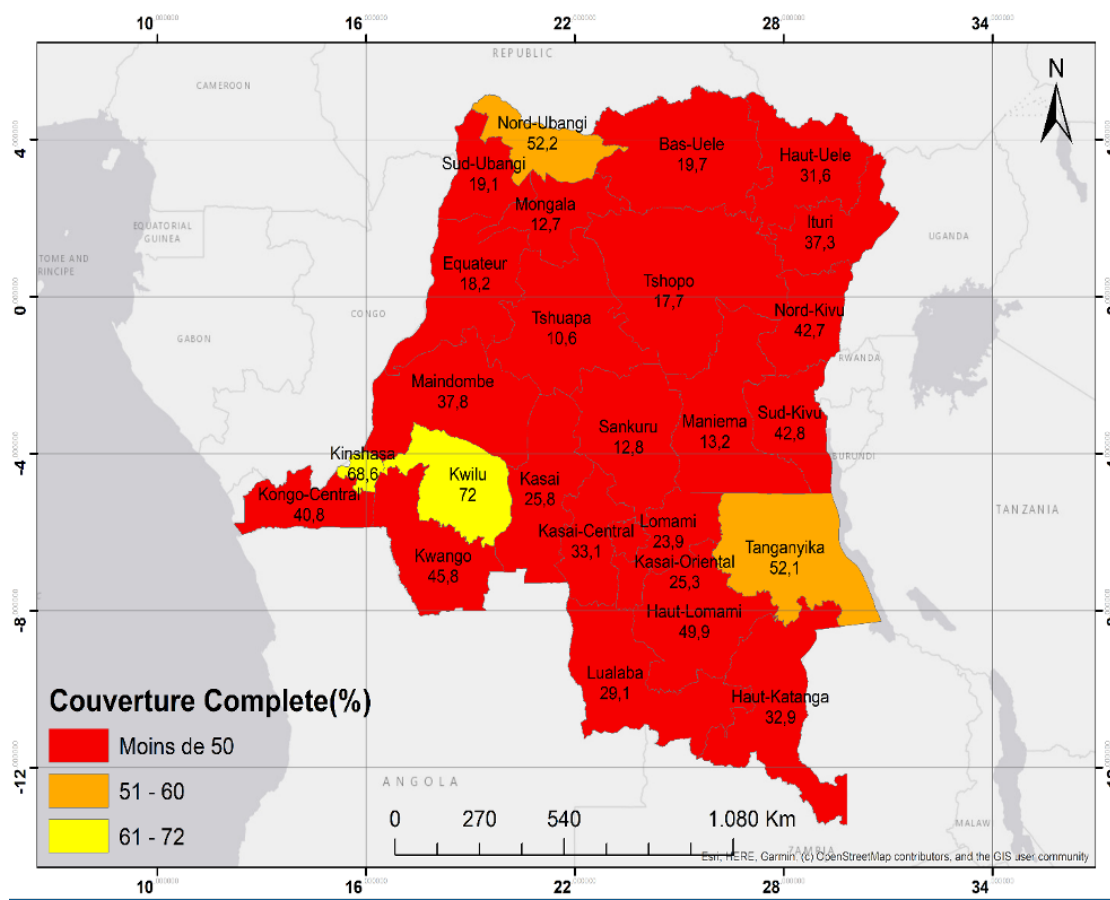 10 16 22 28 34
REPUBLIC
CAMEROON
N
Nord-Ubangi
52,2
4
Bas-Uele
19,7
Haut-Uele
31,6
Sud-Ubangi
19,1
Mongala
12,7
Ituri
37,3
EQUATORIAL
GUINEA
UGANDA
TOME AND
RINCIPE
Equateur
18,2
Tshopo
17,7
0
CONGO
Tshuapa
10,6
Nord-Kivu
42,7
GABON
RWANDA
Maindombe
37,8
Sankuru
12,8
Maniema
13,2
Sud-Kivu
42,8
-4
Kinshasa
68,6
BURUNDI
Kwilu
72
Kasai
25,8
Kongo-Central
40,8
TANZANIA
Kasai-Central
33,1
Lomami
23,9
Tanganyika
52,1
Kwango
45,8
Kasai-Oriental
25,3
-8
Haut-Lomami
49,9
Lualaba
29,1
Haut-Katanga
32,9
Couverture Complete(%)
Moins de 50
51 - 60
61 - 72
-12
ANGOLA
0 270 540 1.080 Km
MALAW
ZAMBIA
Esri, HERE, Garmin, (c) OpenStreetMap contributors, and the GIS user community
10 16 22 28 34